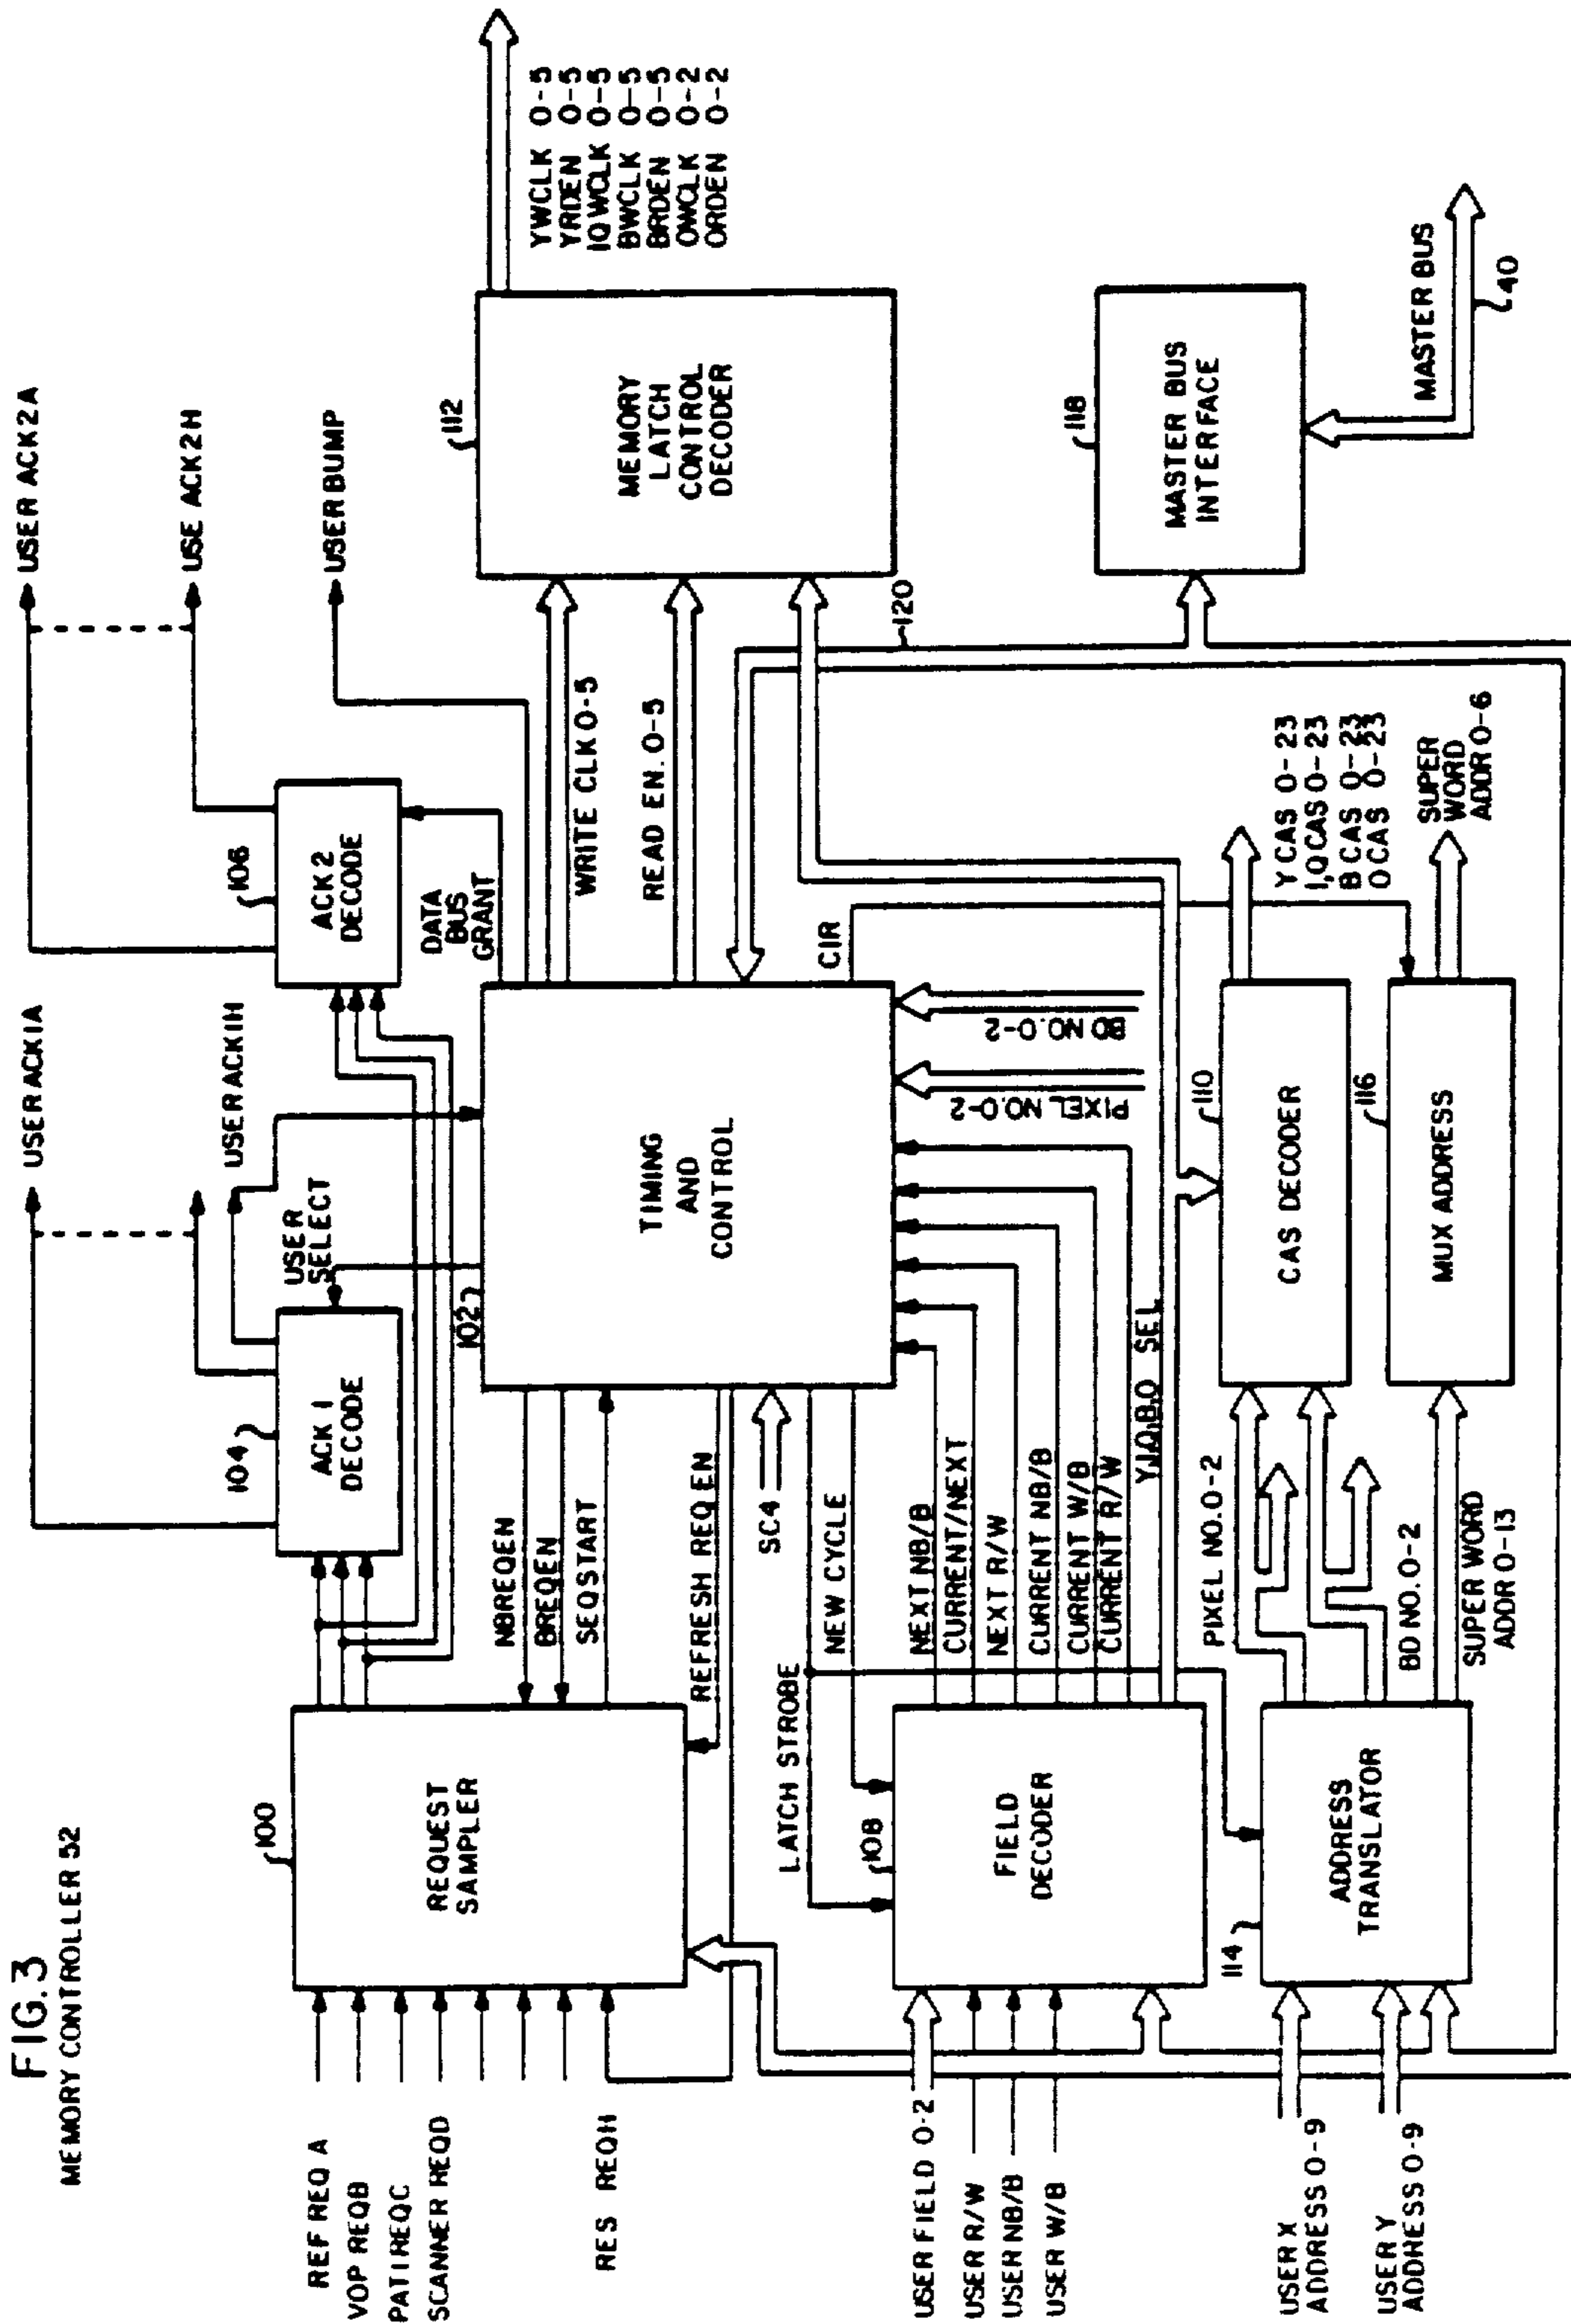 FIG.3
MEMORY CONTROLLER 52
REF REQ A
VOP REQB
PATI REQC
SCANNER REQD
RES REQH
100
REQUEST
SAMPLER
104
ACK 1
DECODE
USER ACK1A
USER ACK1H
USER
SELECT
106
ACK2
DECODE
USER ACK2A
USE ACK2H
USER BUMP
DATA
BUS
GRANT
NBREQEN
BREQEN
SEQSTART
REFRESH REQ EN
102
TIMING
AND
CONTROL
SC4
LATCH STROBE
NEW CYCLE
WRITE CLK 0-5
READ EN. 0-5
112
MEMORY
LATCH
CONTROL
DECODER
YWCLK 0-5
YRDEN 0-5
IQWCLK 0-5
BWCLK 0-5
BRDEN 0-5
OWCLK 0-2
ORDEN 0-2
CIR
120
PIXEL NO.0-2
BD NO.0-2
USER FIELD 0-2
USER R/W
USER NB/B
USER W/B
108
FIELD
DECODER
NEXT NB/B
CURRENT/NEXT
NEXT R/W
CURRENT NB/B
CURRENT W/B
CURRENT R/W
Y,I,Q,B,O SEL
118
MASTER BUS
INTERFACE
MASTER BUS
40
USER X
ADDRESS 0-9
USER Y
ADDRESS 0-9
114
ADDRESS
TRANSLATOR
PIXEL NO.0-2
BD NO.0-2
SUPER WORD
ADDR 0-13
110
CAS DECODER
Y CAS 0-23
I,Q CAS 0-23
B CAS 0-23
O CAS 0-23
116
MUX ADDRESS
SUPER
WORD
ADDR 0-6